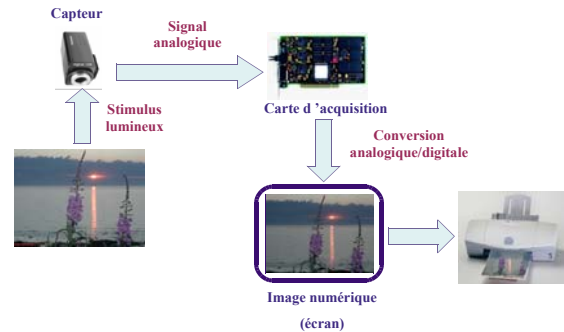 Capteur
Signal
analogique
Stimulus
lumineux
Carte d ’acquisition
Conversion
analogique/digitale
Image numérique
(écran)